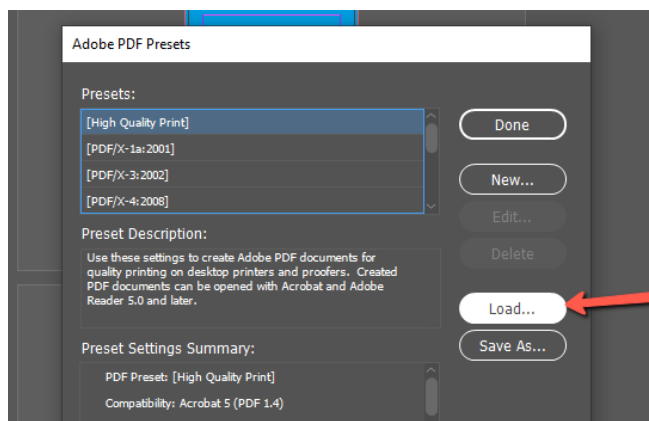 Adobe PDF Presets
Presets:
[High Quality Print]
[PDF/X-1a:2001]
[PDF/X-3:2002]
[PDF/X-4:2008]
Done
New...
Edit...
Delete
Load...
Save As...
Preset Description:
Use these settings to create Adobe PDF documents for
quality printing on desktop printers and proofers.  Created
PDF documents can be opened with Acrobat and Adobe
Reader 5.0 and later.
Preset Settings Summary:
PDF Preset: [High Quality Print]
Compatibility: Acrobat 5 (PDF 1.4)